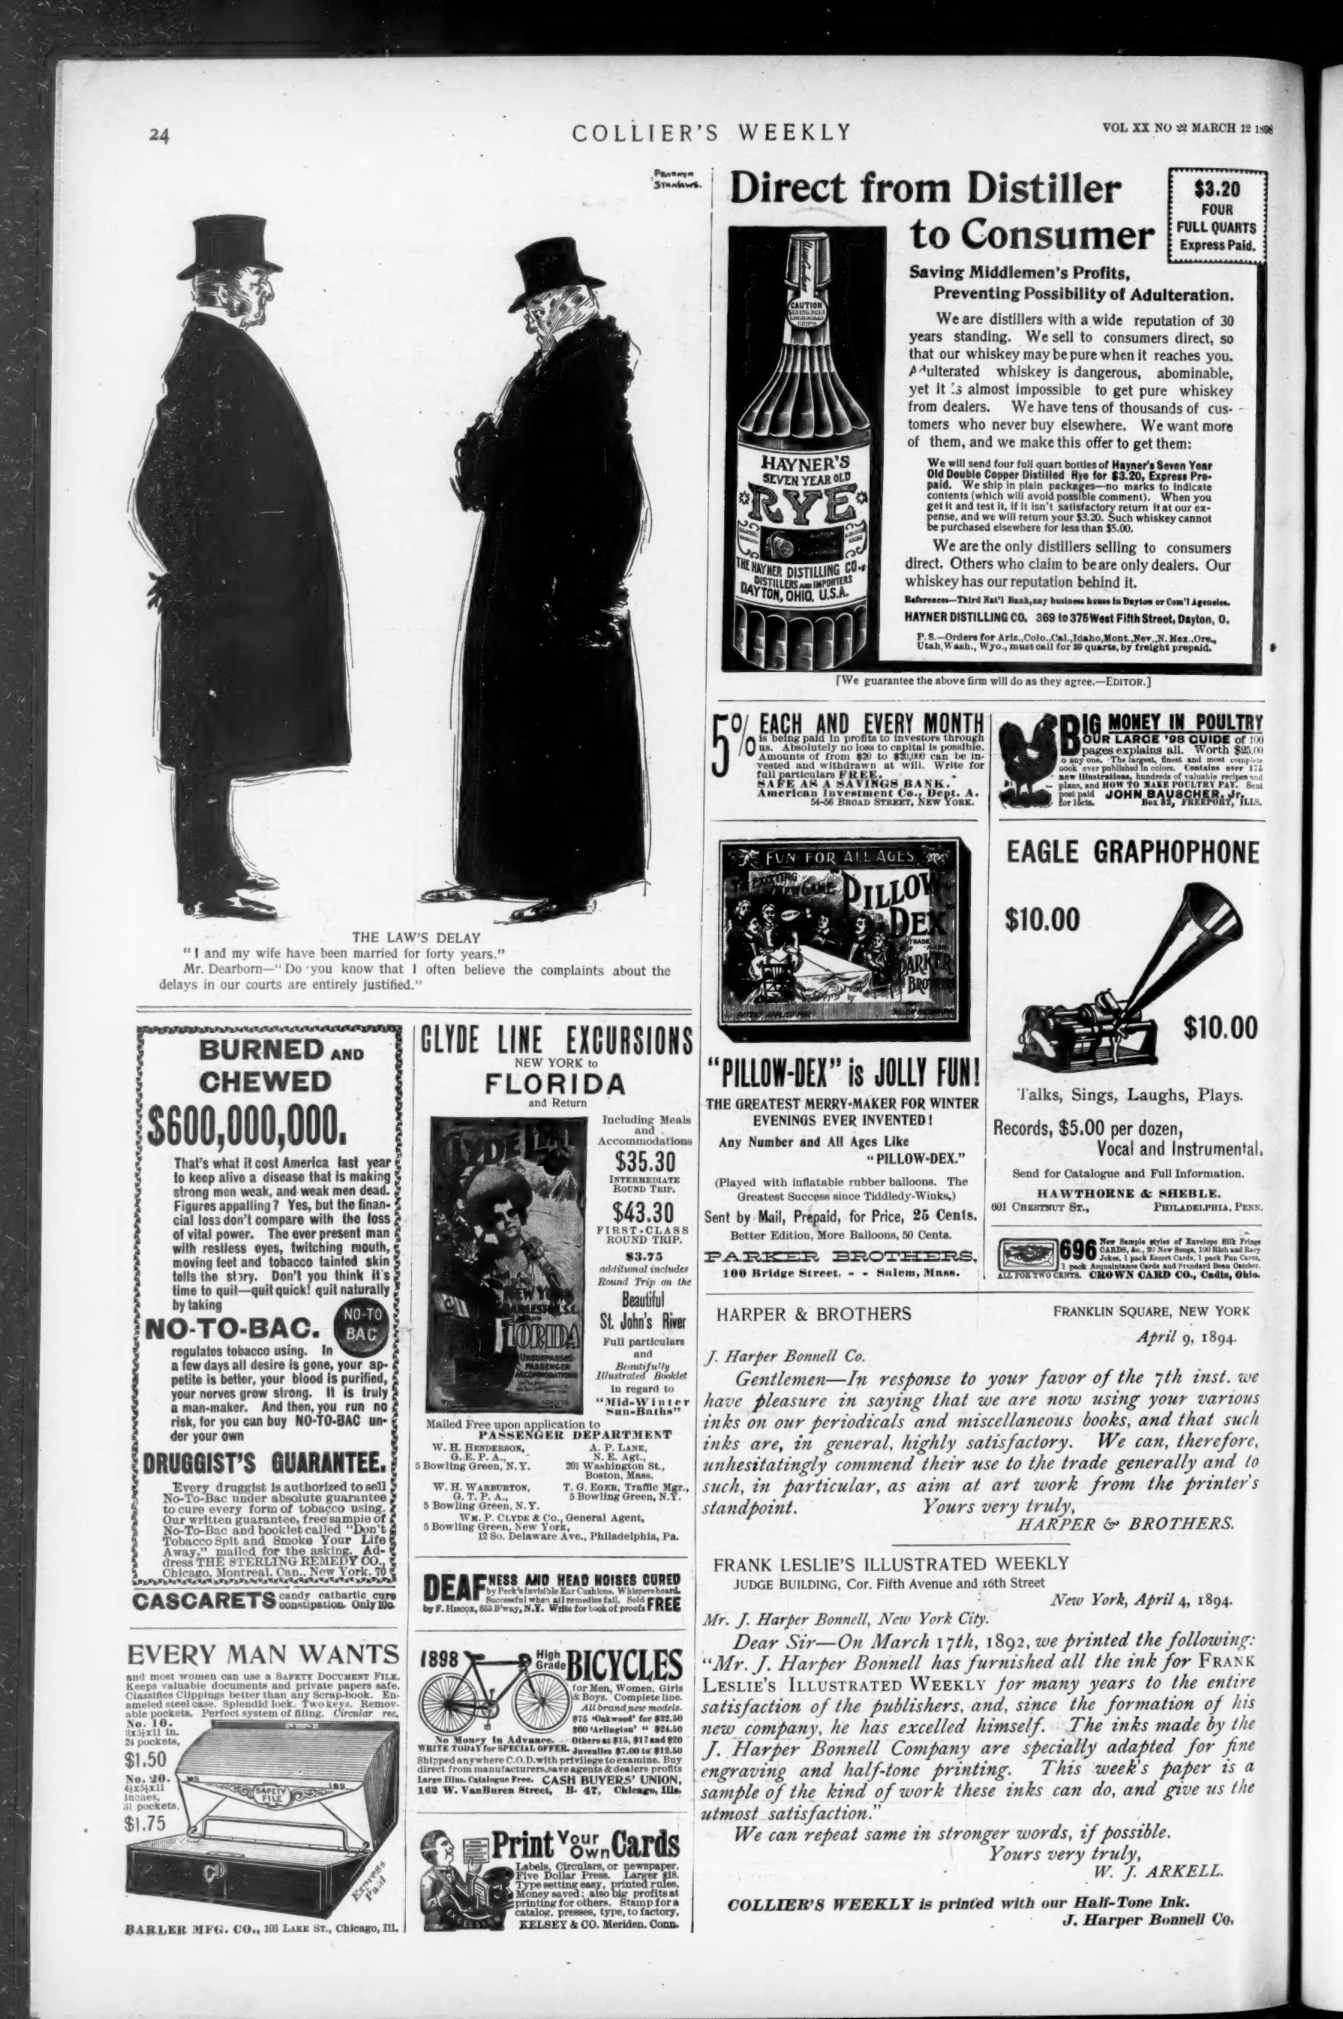 24
COLLIER'S WEEKLY
VOL XX NO 22 MARCH 12 1898
Penrhyn
Stanlaws.
THE LAW'S DELAY
"I and my wife have been married for forty years."
Mr. Dearborn—"Do you know that I often believe the complaints about the
delays in our courts are entirely justified."
Direct from Distiller
to Consumer
$3.20
FOUR
FULL QUARTS
Express Paid.
Saving Middlemen's Profits,
Preventing Possibility of Adulteration.
We are distillers with a wide reputation of 30
years standing. We sell to consumers direct, so
that our whiskey may be pure when it reaches you.
Adulterated whiskey is dangerous, abominable,
yet it is almost impossible to get pure whiskey
from dealers. We have tens of thousands of cus-
tomers who never buy elsewhere. We want more
of them, and we make this offer to get them:
We will send four full quart bottles of Hayner's Seven Year
Old Double Copper Distilled Rye for $3.20, Express Pre-
paid. We ship in plain packages—no marks to indicate
contents (which will avoid possible comment). When you
get it and test it, if it isn't satisfactory return it at our ex-
pense, and we will return your $3.20. Such whiskey cannot
be purchased elsewhere for less than $5.00.
We are the only distillers selling to consumers
direct. Others who claim to be are only dealers. Our
whiskey has our reputation behind it.
References—Third Nat'l Bank, any business house in Dayton or Com'l Agencies.
HAYNER DISTILLING CO. 369 to 375 West Fifth Street, Dayton, O.
P. S.—Orders for Ariz., Colo., Cal., Idaho, Mont., Nev., N. Mex., Ore.,
Utah, Wash., Wyo., must call for 20 quarts, by freight prepaid.
CAUTION
HAYNER'S
SEVEN YEAR OLD
RYE
THE HAYNER DISTILLING CO.
DISTILLERS AND IMPORTERS
DAYTON, OHIO, U.S.A.
[We guarantee the above firm will do as they agree.—EDITOR.]
5% EACH AND EVERY MONTH
is being paid in profits to investors through
us. Absolutely no loss to capital is possible.
Amounts of from $20 to $20,000 can be in-
vested and withdrawn at will. Write for
full particulars FREE.
SAFE AS A SAVINGS BANK.
American Investment Co., Dept. A.
54-56 BROAD STREET, NEW YORK.
BIG MONEY IN POULTRY
OUR LARGE '98 GUIDE of 100
pages explains all. Worth $25.00
to any one. The largest, finest and most complete
book ever published in colors. Contains over 175
new illustrations, hundreds of valuable recipes and
plans, and HOW TO MAKE POULTRY PAY. Sent
post paid for 15cts. JOHN BAUSCHER, Jr.
Box 82, FREEPORT, ILLS.
FUN FOR ALL AGES
THE EXCITING
NEW GAME
"PILLOW-
DEX"
TRADE
PARKER
BROTHERS
"PILLOW-DEX" is JOLLY FUN!
THE GREATEST MERRY-MAKER FOR WINTER
EVENINGS EVER INVENTED!
Any Number and All Ages Like
"PILLOW-DEX."
(Played with inflatable rubber balloons. The
Greatest Success since Tiddledy-Winks.)
Sent by Mail, Prepaid, for Price, 25 Cents.
Better Edition, More Balloons, 50 Cents.
PARKER BROTHERS,
100 Bridge Street, - - Salem, Mass.
EAGLE GRAPHOPHONE
$10.00
$10.00
Talks, Sings, Laughs, Plays.
Records, $5.00 per dozen,
Vocal and Instrumental.
Send for Catalogue and Full Information.
HAWTHORNE & SHEBLE.
601 CHESTNUT ST., PHILADELPHIA, PENN.
696 New Sample styles of Envelope Silk Fringe
CARDS, &c., 20 New Songs, 100 Rich and Racy
Jokes, 1 pack Escort Cards, 1 pack Fun Cards,
1 pack Acquaintance Cards and Standard Beau Catcher.
ALL FOR TWO CENTS. CROWN CARD CO., Cadiz, Ohio.
BURNED AND
CHEWED
$600,000,000.
That's what it cost America last year
to keep alive a disease that is making
strong men weak, and weak men dead.
Figures appalling? Yes, but the finan-
cial loss don't compare with the loss
of vital power. The ever present man
with restless eyes, twitching mouth,
moving feet and tobacco tainted skin
tells the story. Don't you think it's
time to quit—quit quick! quit naturally
by taking
NO-TO-BAC.
NO-TO
BAC
regulates tobacco using. In
a few days all desire is gone, your ap-
petite is better, your blood is purified,
your nerves grow strong. It is truly
a man-maker. And then, you run no
risk, for you can buy NO-TO-BAC un-
der your own
DRUGGIST'S GUARANTEE.
Every druggist is authorized to sell
No-To-Bac under absolute guarantee
to cure every form of tobacco using.
Our written guarantee, free sample of
No-To-Bac and booklet called "Don't
Tobacco Spit and Smoke Your Life
Away," mailed for the asking. Ad-
dress THE STERLING REMEDY CO.,
Chicago, Montreal, Can., New York. 70
CASCARETS candy cathartic cure
constipation. Only 10c.
EVERY MAN WANTS
and most women can use a SAFETY DOCUMENT FILE.
Keeps valuable documents and private papers safe.
Classifies Clippings better than any Scrap-book. En-
ameled steel case. Splendid lock. Two keys. Remov-
able pockets. Perfect system of filing. Circular free.
No. 10.
3x5½x11 in.
24 pockets,
$1.50
No. 20.
4½x5½x11
inches,
31 pockets,
$1.75
SAFETY
FILE
Express
Paid
BARLER MFG. CO., 103 LAKE ST., Chicago, Ill.
CLYDE LINE EXCURSIONS
NEW YORK to
FLORIDA
and Return
CLYDE LINE
NEW YORK
CHARLESTON, S.C.
FLORIDA
UNSURPASSED
PASSENGER
ACCOMMODATIONS
Including Meals
and
Accommodations
$35.30
INTERMEDIATE
ROUND TRIP.
$43.30
FIRST-CLASS
ROUND TRIP.
$3.75
additional includes
Round Trip on the
Beautiful
St. John's River
Full particulars
and
Beautifully
Illustrated Booklet
in regard to
"Mid-Winter
Sun-Baths"
Mailed Free upon application to
PASSENGER DEPARTMENT
W. H. HENDERSON,
G. E. P. A.,
5 Bowling Green, N. Y.
A. P. LANE,
N. E. Agt.,
201 Washington St.,
Boston, Mass.
W. H. WARBURTON,
G. T. P. A.,
5 Bowling Green, N. Y.
T. G. EGER, Traffic Mgr.,
5 Bowling Green, N. Y.
WM. P. CLYDE & Co., General Agent,
5 Bowling Green, New York,
12 So. Delaware Ave., Philadelphia, Pa.
DEAFNESS AND HEAD NOISES CURED
by Peck's Invisible Ear Cushions. Whispers heard.
Successful when all remedies fail. Sold
by F. Hiscox, 853 B'way, N.Y. Write for book of proofs FREE
1898 High Grade BICYCLES
for Men, Women, Girls
& Boys. Complete line.
All brand new models.
$75 'Oakwood' for $32.50
$60 'Arlington' " $24.50
No Money in Advance. Others at $15, $17 and $20
WRITE TODAY for SPECIAL OFFER. Juveniles $7.00 to $12.50
Shipped anywhere C.O.D. with privilege to examine. Buy
direct from manufacturers, save agents & dealers profits
Large Illus. Catalogue Free. CASH BUYERS' UNION,
162 W. VanBuren Street, B. 47, Chicago, Ills.
Print Your Own Cards
Labels, Circulars, or newspaper.
Five Dollar Press. Larger $18.
Type setting easy, printed rules.
Money saved; also big profits at
printing for others. Stamp for a
catalog, presses, type, to factory.
KELSEY & CO. Meriden, Conn.
HARPER & BROTHERS FRANKLIN SQUARE, NEW YORK
April 9, 1894.
J. Harper Bonnell Co.
Gentlemen—In response to your favor of the 7th inst. we
have pleasure in saying that we are now using your various
inks on our periodicals and miscellaneous books, and that such
inks are, in general, highly satisfactory. We can, therefore,
unhesitatingly commend their use to the trade generally and to
such, in particular, as aim at art work from the printer's
standpoint. Yours very truly,
HARPER & BROTHERS.
FRANK LESLIE'S ILLUSTRATED WEEKLY
JUDGE BUILDING, Cor. Fifth Avenue and 16th Street
New York, April 4, 1894.
Mr. J. Harper Bonnell, New York City.
Dear Sir—On March 17th, 1892, we printed the following:
"Mr. J. Harper Bonnell has furnished all the ink for FRANK
LESLIE'S ILLUSTRATED WEEKLY for many years to the entire
satisfaction of the publishers, and, since the formation of his
new company, he has excelled himself. The inks made by the
J. Harper Bonnell Company are specially adapted for fine
engraving and half-tone printing. This week's paper is a
sample of the kind of work these inks can do, and give us the
utmost satisfaction."
We can repeat same in stronger words, if possible.
Yours very truly,
W. J. ARKELL.
COLLIER'S WEEKLY is printed with our Half-Tone Ink.
J. Harper Bonnell Co.